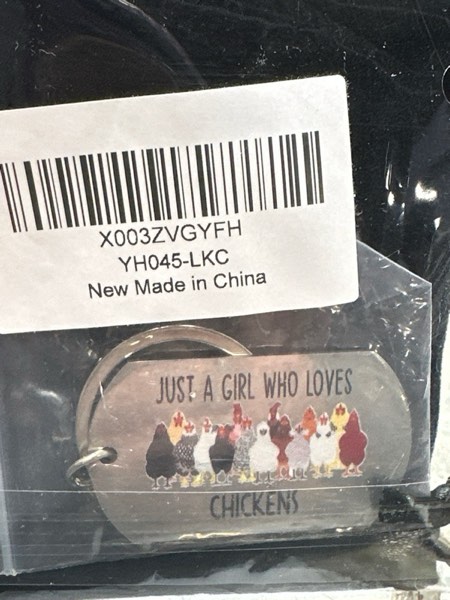 X003ZVGYFH
YH045-LKC
New Made in China
JUST A GIRL WHO LOVES
CHICKENS